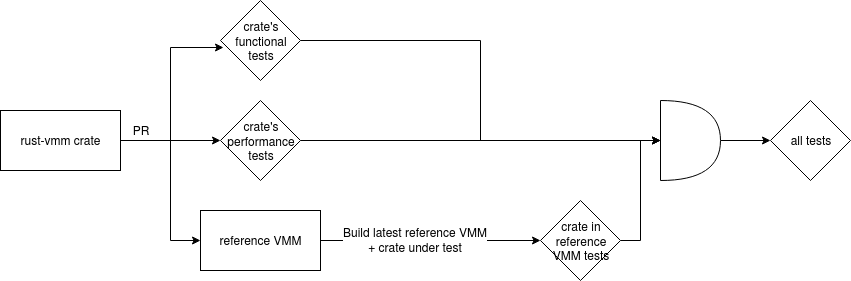 crate's
functional
tests
rust-vmm crate
PR
crate's
performance
tests
all tests
reference VMM
Build latest reference VMM
+ crate under test
crate in
reference
VMM tests